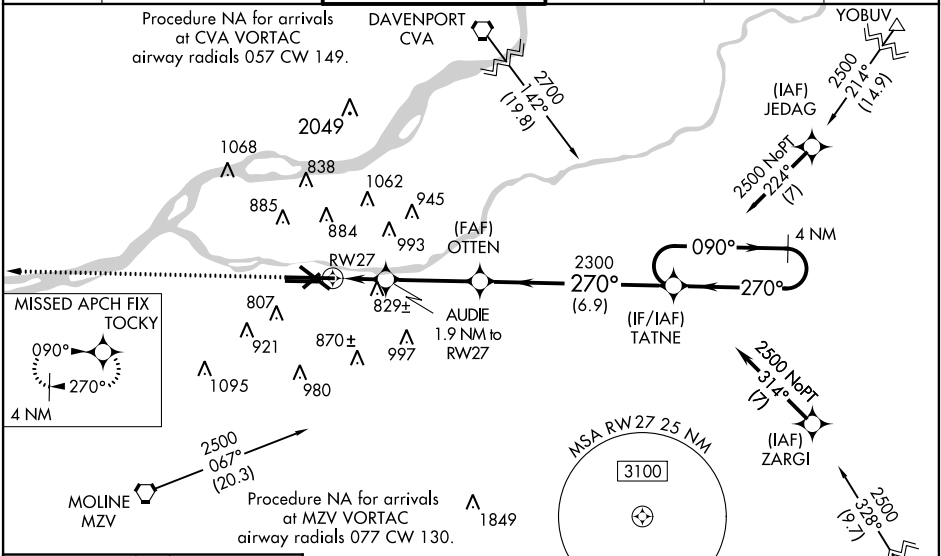 Procedure NA for arrivals
at CVA VORTAC
airway radials 057 CW 149.
DAVENPORT
CVA
2700
142°
(19.8)
YOBUV
2500
214°
(14.9)
(IAF)
JEDAG
2500 NoPT
224°
(7)
2049
1068
838
885
884
1062
945
993
(FAF)
OTTEN
RW27
2300
270°
(6.9)
090°
4 NM
270°
(IF/IAF)
TATNE
MISSED APCH FIX
TOCKY
090°
270°
4 NM
807
829±
AUDIE
1.9 NM to
RW27
921
870±
997
1095
980
2500 NoPT
314°
(7)
(IAF)
ZARGI
2500
067°
(20.3)
MOLINE
MZV
Procedure NA for arrivals
at MZV VORTAC
airway radials 077 CW 130.
1849
MSA RW27 25 NM
3100
2500
328°
(9.7)